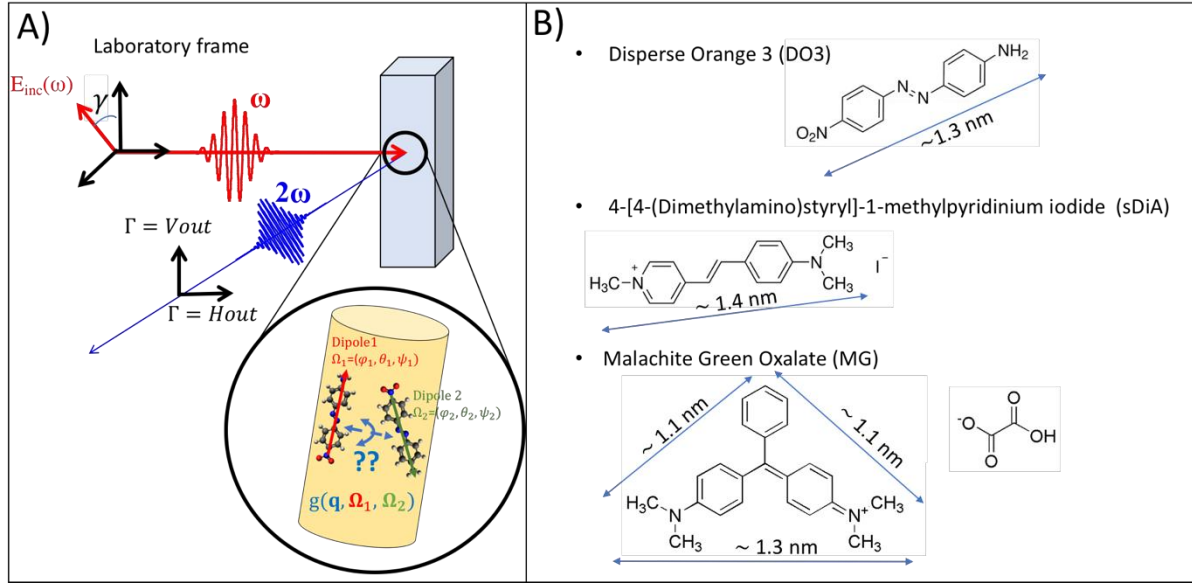 A)
Laboratory frame
E_inc(ω)
γ
ω
2ω
Γ = Vout
Γ = Hout
Dipole1
Ω₁=(φ₁, θ₁, ψ₁)
Dipole 2
Ω₂=(φ₂, θ₂, ψ₂)
??
g(q, Ω₁, Ω₂)
B)
• Disperse Orange 3 (DO3)
NH₂
N
N
O₂N
~1.3 nm
• 4-[4-(Dimethylamino)styryl]-1-methylpyridinium iodide (sDiA)
CH₃
N
CH₃
I⁻
H₃C
N⁺
~ 1.4 nm
• Malachite Green Oxalate (MG)
~ 1.1 nm
~ 1.1 nm
H₃C
N
CH₃
CH₃
N⁺
CH₃
~ 1.3 nm
O
⁻O
OH
O